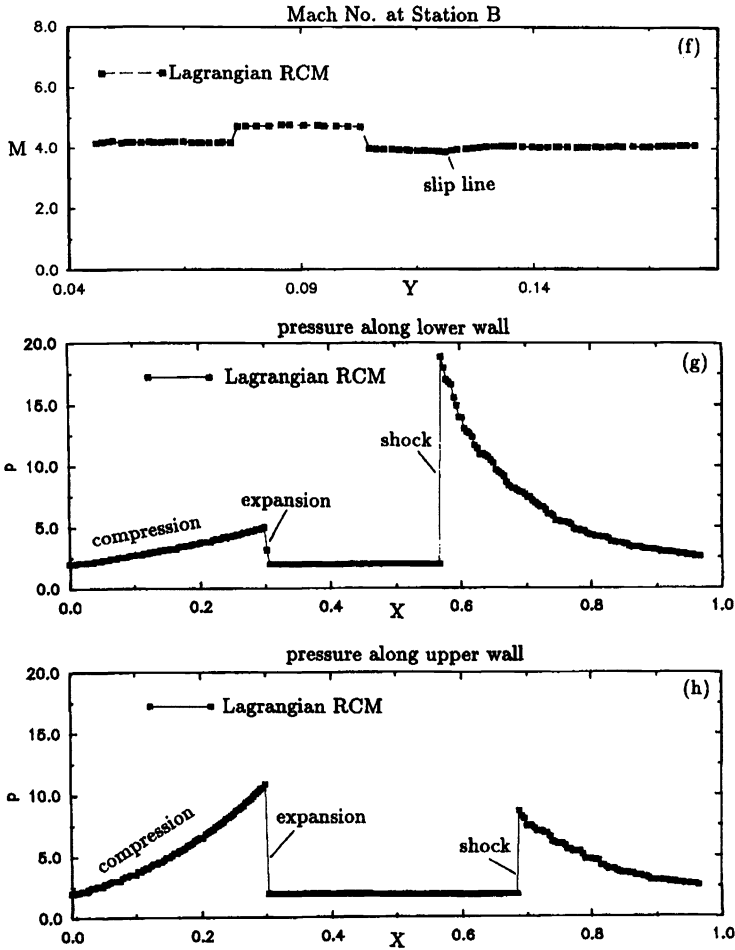 Mach No. at Station B
8.0
(f)
Lagrangian RCM
6.0
M
4.0
slip line
2.0
0.0
0.04
0.09
Y
0.14
pressure along lower wall
20.0
(g)
Lagrangian RCM
15.0
shock
p
10.0
expansion
compression
5.0
0.0
0.0
0.2
0.4
X
0.6
0.8
1.0
pressure along upper wall
20.0
(h)
Lagrangian RCM
15.0
p
10.0
compression
expansion
shock
5.0
0.0
0.0
0.2
0.4
X
0.6
0.8
1.0